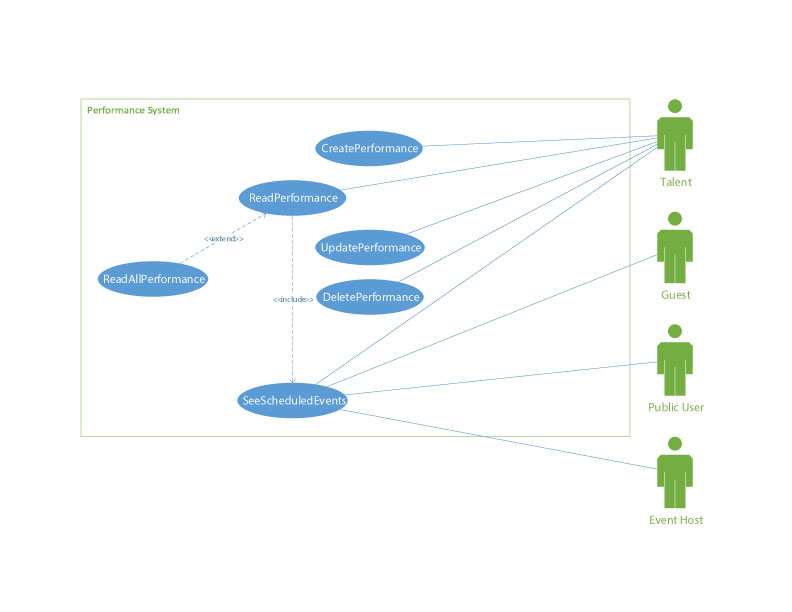 Performance System
CreatePerformance
Talent
ReadPerformance
<<extend>>
UpdatePerformance
ReadAllPerformance
Guest
<<include>>
DeletePerformance
SeeScheduledEvents
Public User
Event Host